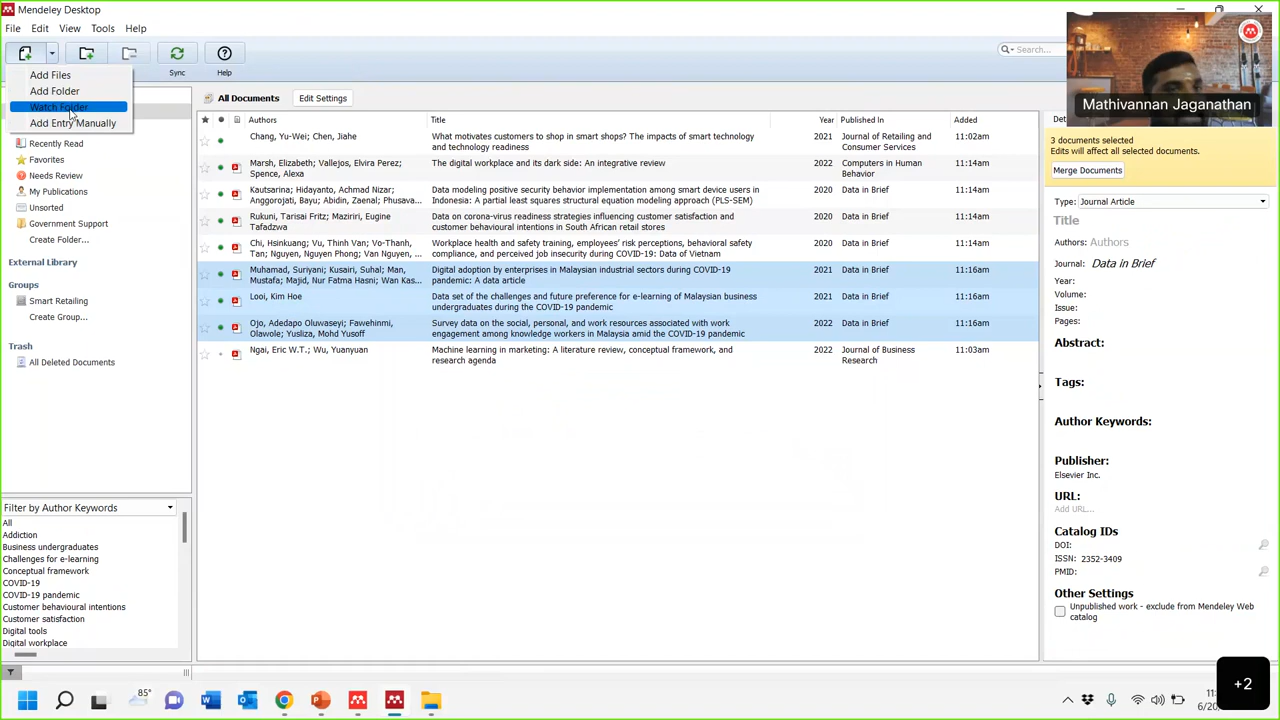 Mendeley Desktop
File Edit View Tools Help
Sync
Help
Search...
Mathivannan Jaganathan
Add Files
Add Folder
Watch Folder
Add Entry Manually
Recently Read
Favorites
Needs Review
My Publications
Unsorted
Government Support
Create Folder...
External Library
Groups
Smart Retailing
Create Group...
Trash
All Deleted Documents
Filter by Author Keywords
All
Addiction
Business undergraduates
Challenges for e-learning
Conceptual framework
COVID-19
COVID-19 pandemic
Customer behavioural intentions
Customer satisfaction
Digital tools
Digital workplace
All Documents Edit Settings
Authors Title Year Published In Added
Chang, Yu-Wei; Chen, Jiahe What motivates customers to shop in smart shops? The impacts of smart technology 2021 Journal of Retailing and 11:02am
and technology readiness Consumer Services
Marsh, Elizabeth; Vallejos, Elvira Perez; The digital workplace and its dark side: An integrative review 2022 Computers in Human 11:14am
Spence, Alexa Behavior
Kautsarina; Hidayanto, Achmad Nizar; Data modeling positive security behavior implementation among smart device users in 2020 Data in Brief 11:14am
Anggorojati, Bayu; Abidin, Zaenal; Phusava... Indonesia: A partial least squares structural equation modeling approach (PLS-SEM)
Rukuni, Tarisai Fritz; Maziriri, Eugine Data on corona-virus readiness strategies influencing customer satisfaction and 2020 Data in Brief 11:14am
Tafadzwa customer behavioural intentions in South African retail stores
Chi, Hsinkuang; Vu, Thinh Van; Vo-Thanh, Workplace health and safety training, employees' risk perceptions, behavioral safety 2020 Data in Brief 11:14am
Tan; Nguyen, Nguyen Phong; Van Nguyen, ... compliance, and perceived job insecurity during COVID-19: Data of Vietnam
Muhamad, Suriyani; Kusairi, Suhal; Man, Digital adoption by enterprises in Malaysian industrial sectors during COVID-19 2021 Data in Brief 11:16am
Mustafa; Majid, Nur Fatma Hasni; Wan Kas... pandemic: A data article
Looi, Kim Hoe Data set of the challenges and future preference for e-learning of Malaysian business 2021 Data in Brief 11:16am
undergraduates during the COVID-19 pandemic
Ojo, Adedapo Oluwaseyi; Fawehinmi, Survey data on the social, personal, and work resources associated with work 2022 Data in Brief 11:16am
Olawole; Yusliza, Mohd Yusoff engagement among knowledge workers in Malaysia amid the COVID-19 pandemic
Ngai, Eric W.T.; Wu, Yuanyuan Machine learning in marketing: A literature review, conceptual framework, and 2022 Journal of Business 11:03am
research agenda Research
3 documents selected
Edits will affect all selected documents.
Merge Documents
Type: Journal Article
Title
Authors: Authors
Journal: Data in Brief
Year:
Volume:
Issue:
Pages:
Abstract:
Tags:
Author Keywords:
Publisher:
Elsevier Inc.
URL:
Add URL...
Catalog IDs
DOI:
ISSN: 2352-3409
PMID:
Other Settings
Unpublished work - exclude from Mendeley Web
catalog
+2
85°